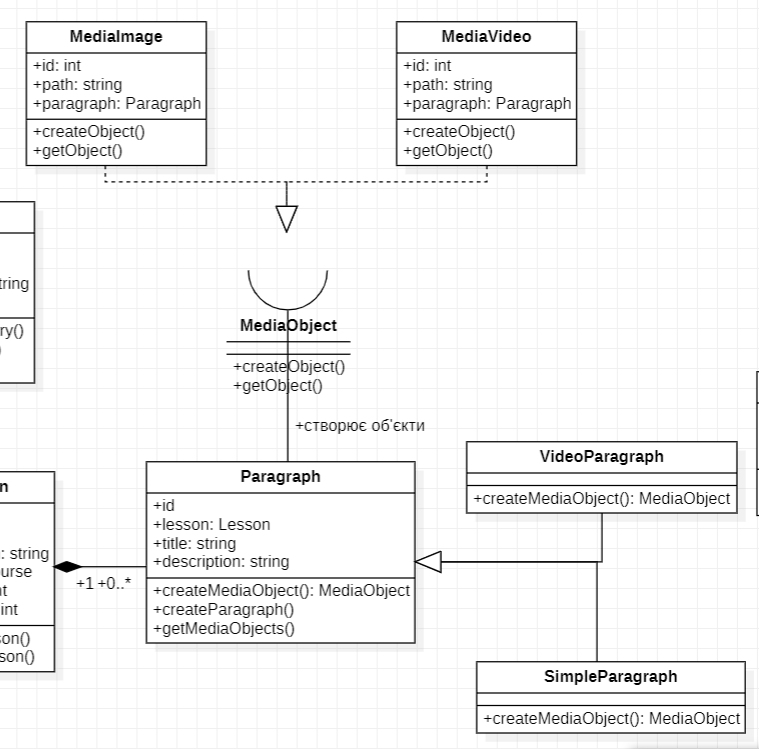 MediaImage
+id: int
+path: string
+paragraph: Paragraph
+createObject()
+getObject()
MediaVideo
+id: int
+path: string
+paragraph: Paragraph
+createObject()
+getObject()
tring
ry()
)
MediaObject
+createObject()
+getObject()
+створює об'єкти
n
: string
urse
nt
int
son()
son()
+1 +0..*
Paragraph
+id
+lesson: Lesson
+title: string
+description: string
+createMediaObject(): MediaObject
+createParagraph()
+getMediaObjects()
VideoParagraph
+createMediaObject(): MediaObject
SimpleParagraph
+createMediaObject(): MediaObject